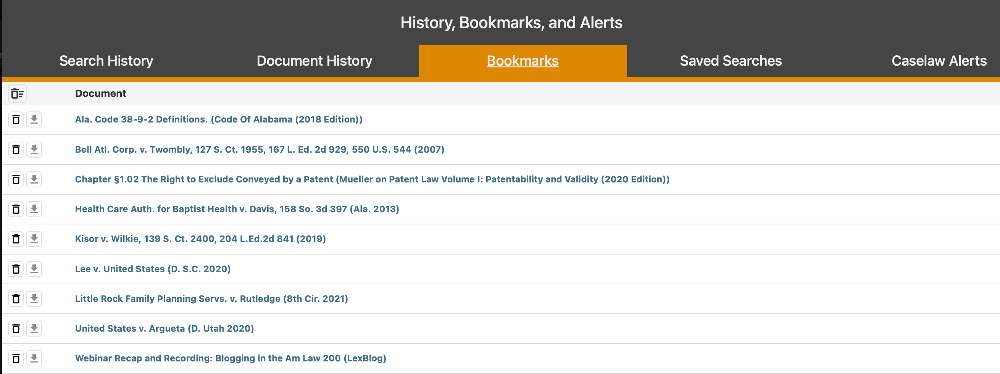 History, Bookmarks, and Alerts
Search History Document History Bookmarks Saved Searches Caselaw Alerts
Document
Ala. Code 38-9-2 Definitions. (Code Of Alabama (2018 Edition))
Bell Atl. Corp. v. Twombly, 127 S. Ct. 1955, 167 L. Ed. 2d 929, 550 U.S. 544 (2007)
Chapter §1.02 The Right to Exclude Conveyed by a Patent (Mueller on Patent Law Volume I: Patentability and Validity (2020 Edition))
Health Care Auth. for Baptist Health v. Davis, 158 So. 3d 397 (Ala. 2013)
Kisor v. Wilkie, 139 S. Ct. 2400, 204 L.Ed.2d 841 (2019)
Lee v. United States (D. S.C. 2020)
Little Rock Family Planning Servs. v. Rutledge (8th Cir. 2021)
United States v. Argueta (D. Utah 2020)
Webinar Recap and Recording: Blogging in the Am Law 200 (LexBlog)